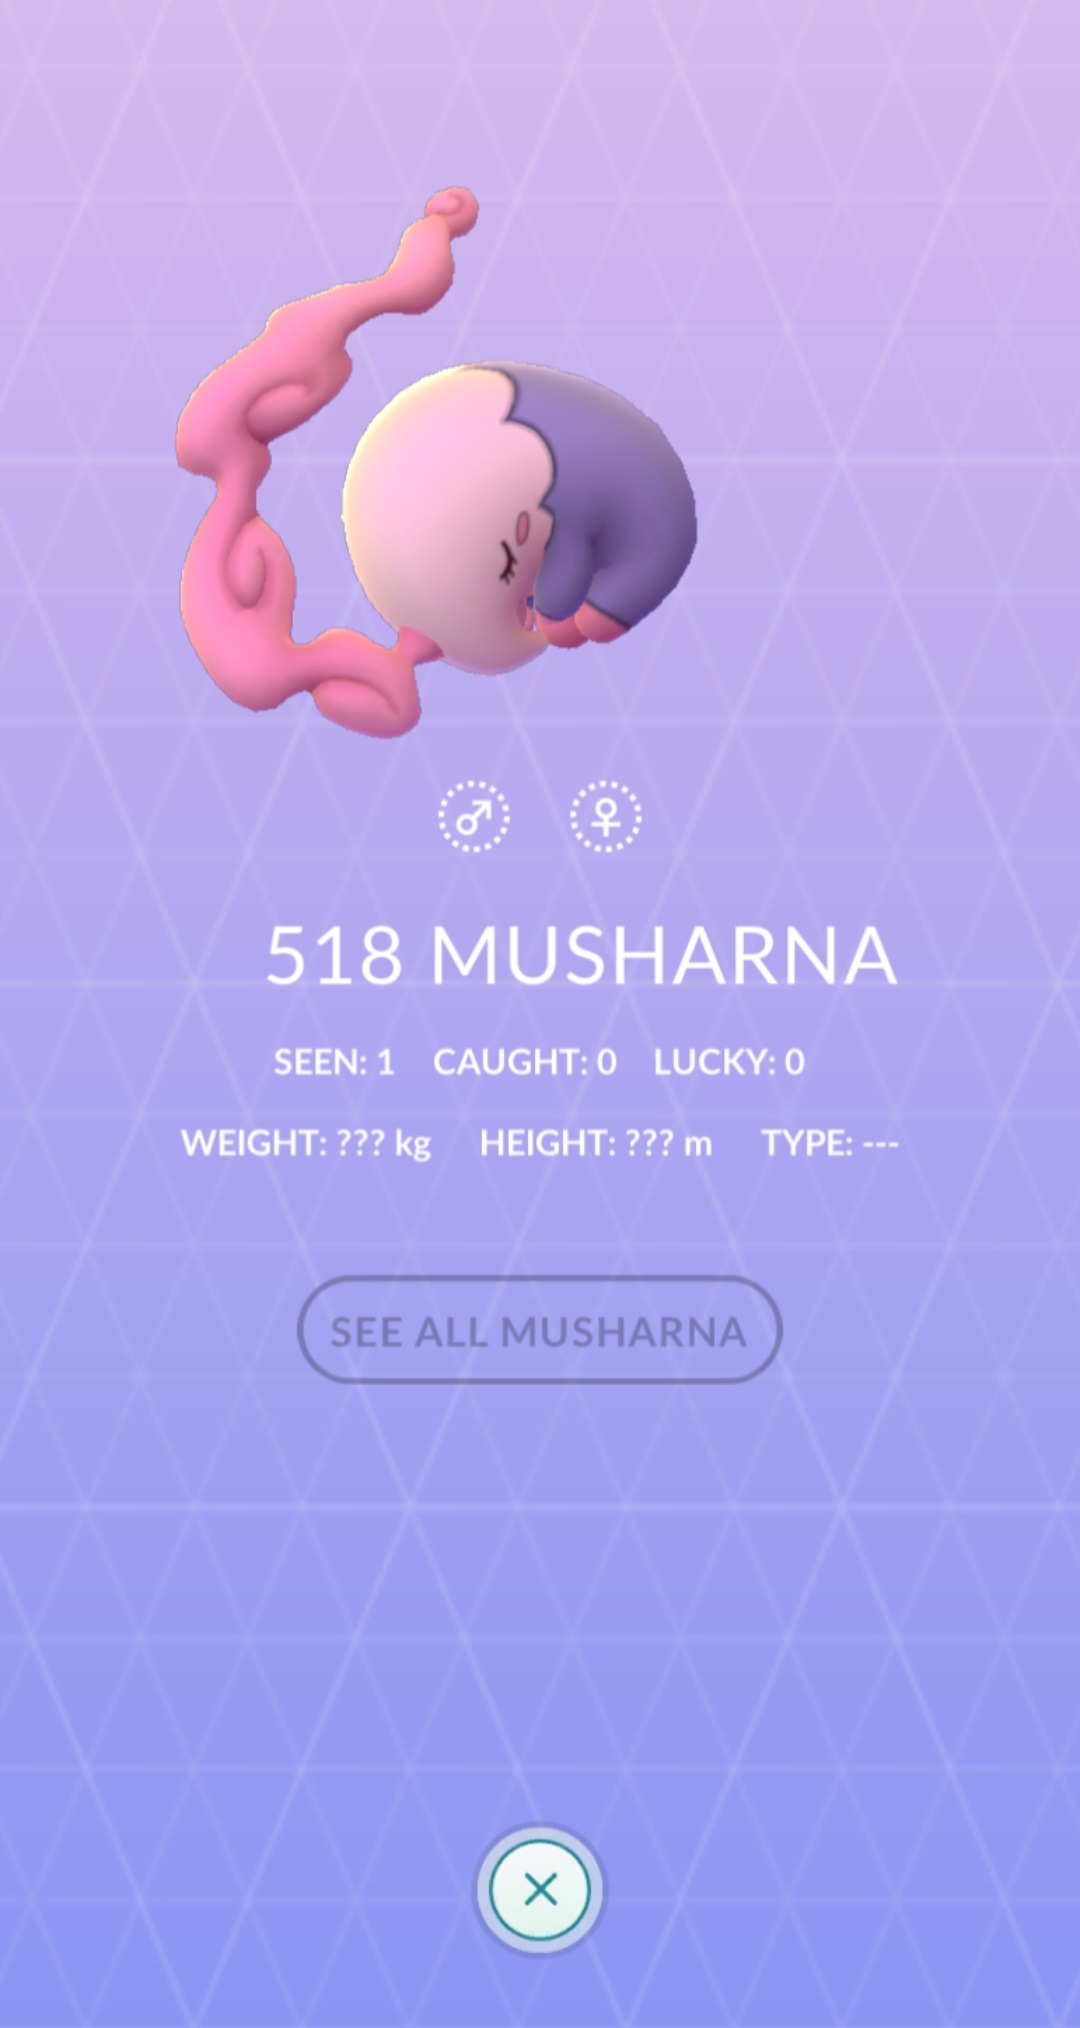 518 MUSHARNA
SEEN: 1 CAUGHT: 0 LUCKY: 0
WEIGHT: ??? kg HEIGHT: ??? m TYPE: ---
SEE ALL MUSHARNA